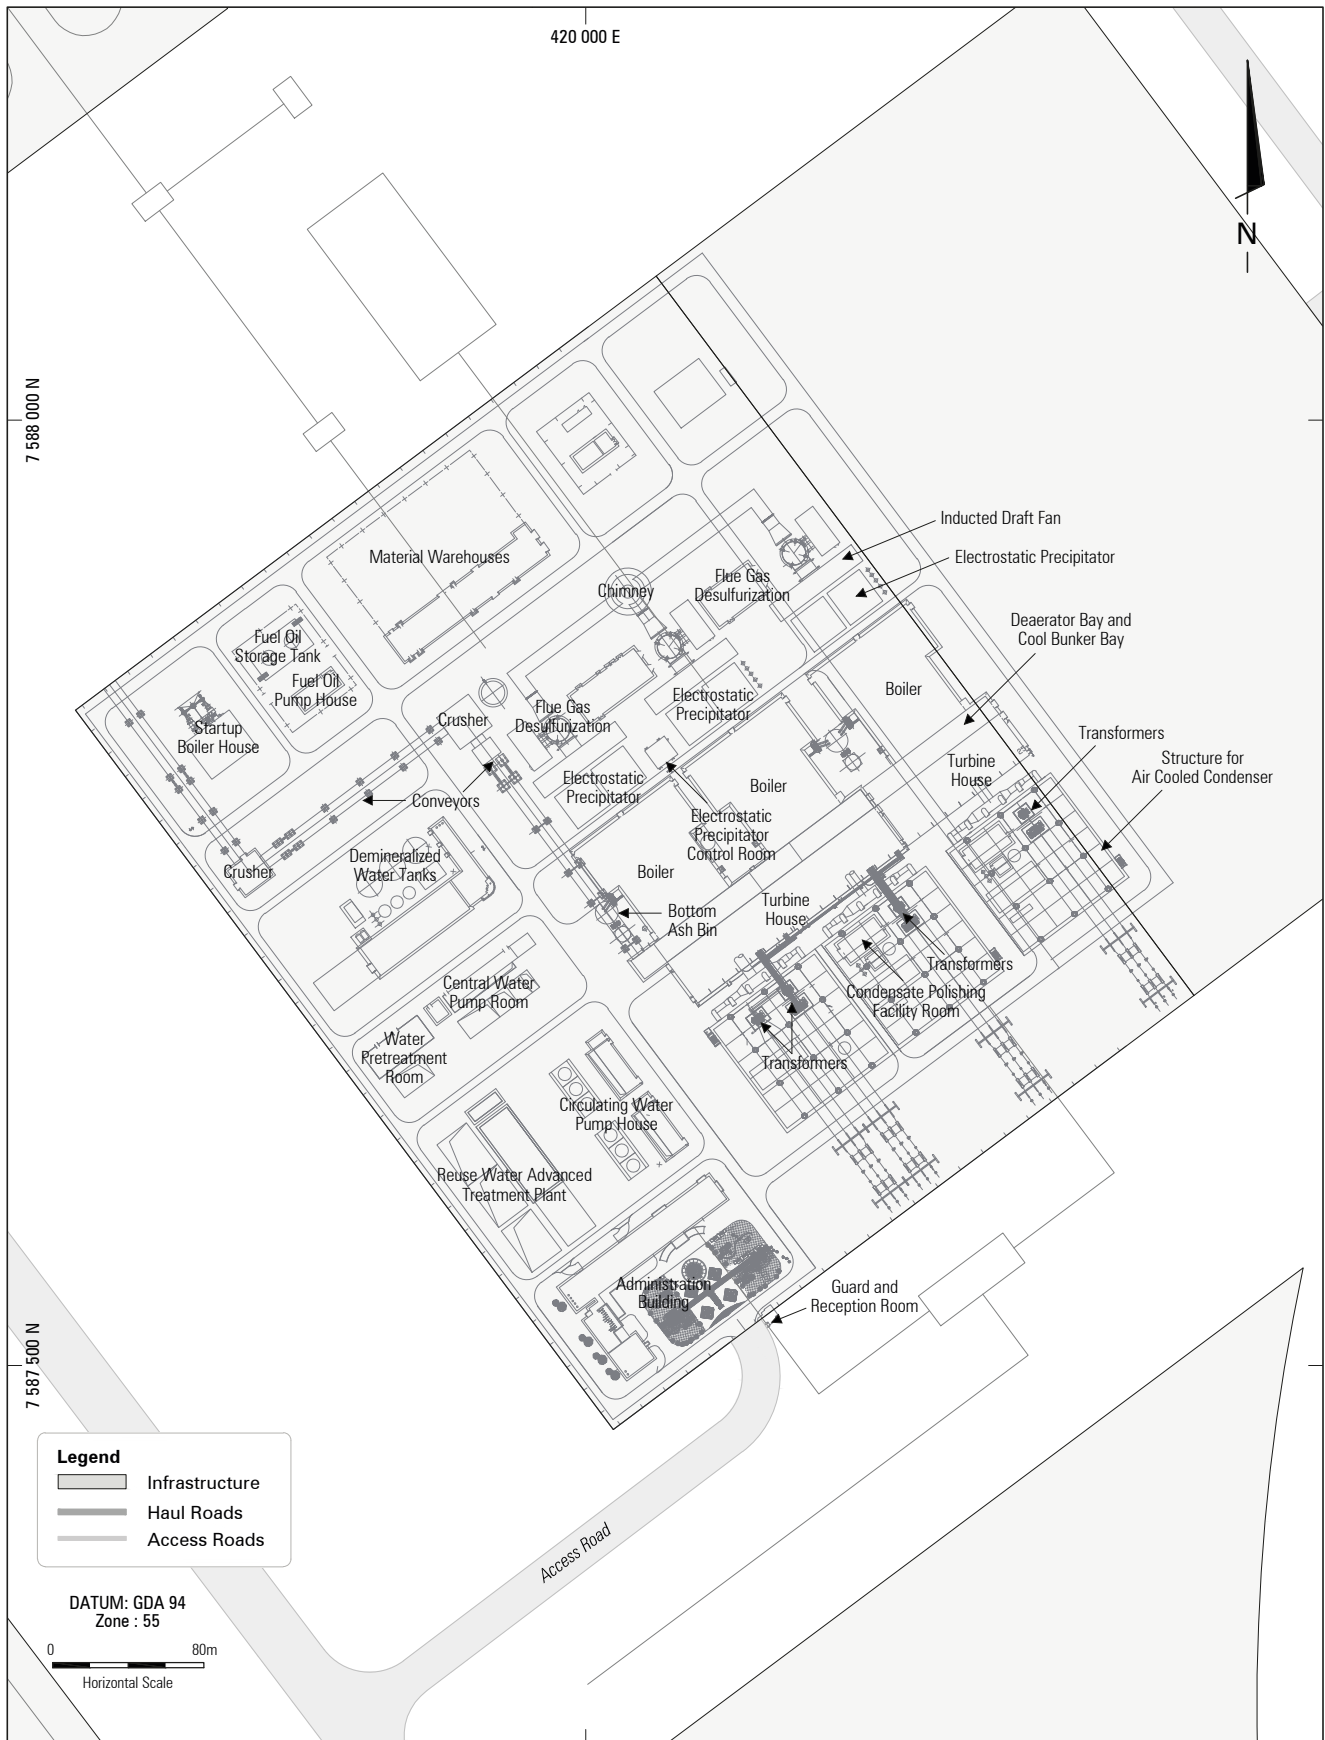 420 000 E
N
7 588 000 N
Inducted Draft Fan
Electrostatic Precipitator
Material Warehouses
Flue Gas
Desulfurization
Chimney
Deaerator Bay and
Cool Bunker Bay
Fuel Oil
Storage Tank
Fuel Oil
Pump House
Boiler
Electrostatic
Precipitator
Flue Gas
Desulfurization
Crusher
Startup
Boiler House
Transformers
Structure for
Air Cooled Condenser
Turbine
House
Electrostatic
Precipitator
Boiler
Conveyors
Electrostatic
Precipitator
Control Room
Demineralized
Water Tanks
Crusher
Boiler
Turbine
House
Bottom
Ash Bin
Transformers
Central Water
Pump Room
Condensate Polishing
Facility Room
Water
Pretreatment
Room
Transformers
Circulating Water
Pump House
Reuse Water Advanced
Treatment Plant
Administration
Building
Guard and
Reception Room
7 587 500 N
Legend
Infrastructure
Haul Roads
Access Roads
Access Road
DATUM: GDA 94
Zone : 55
0 80m
Horizontal Scale